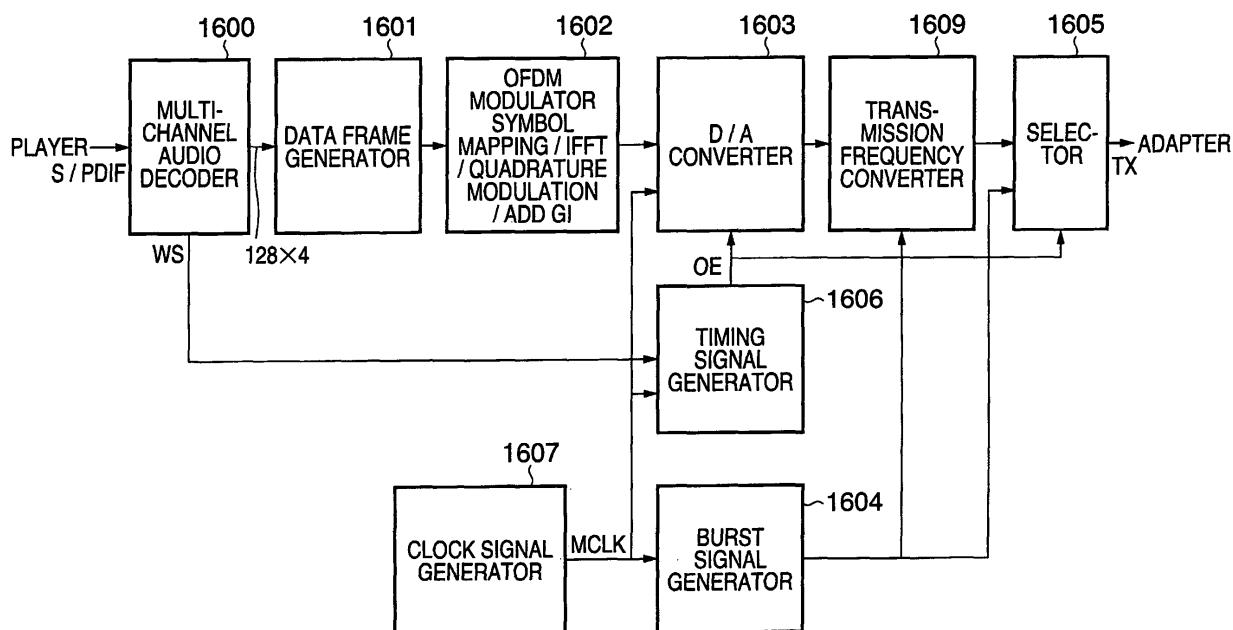 1600
1601
1602
1603
1609
1605
PLAYER
S / PDIF
MULTI-
CHANNEL
AUDIO
DECODER
DATA FRAME
GENERATOR
OFDM
MODULATOR
SYMBOL
MAPPING / IFFT
/ QUADRATURE
MODULATION
/ ADD GI
D / A
CONVERTER
TRANS-
MISSION
FREQUENCY
CONVERTER
SELEC-
TOR
ADAPTER
TX
WS
128×4
OE
1606
TIMING
SIGNAL
GENERATOR
1607
CLOCK SIGNAL
GENERATOR
MCLK
1604
BURST
SIGNAL
GENERATOR